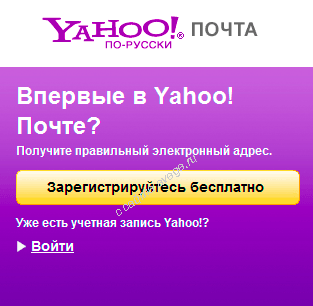 YAHOO!® ПОЧТА
ПО-РУССКИ
Впервые в Yahoo!
Почте?
Получите правильный электронный адрес.
Зарегистрируйтесь бесплатно
Уже есть учетная запись Yahoo!?
Войти